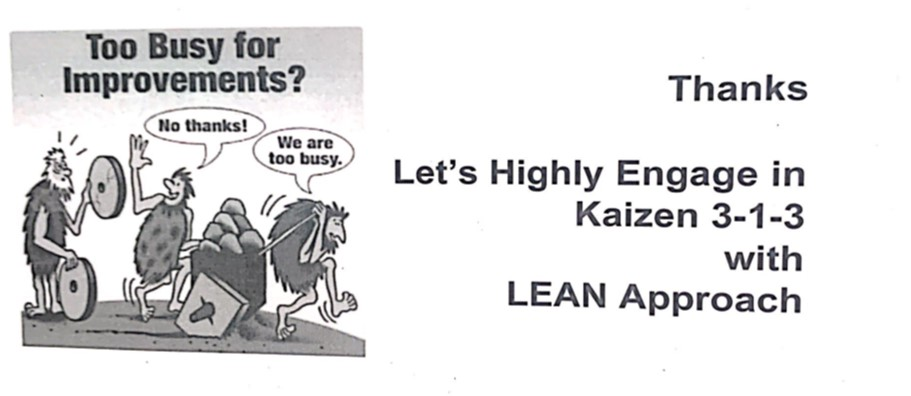 Too Busy for
Improvements?
No thanks!
We are
too busy.
Thanks
Let's Highly Engage in
Kaizen 3-1-3
with
LEAN Approach